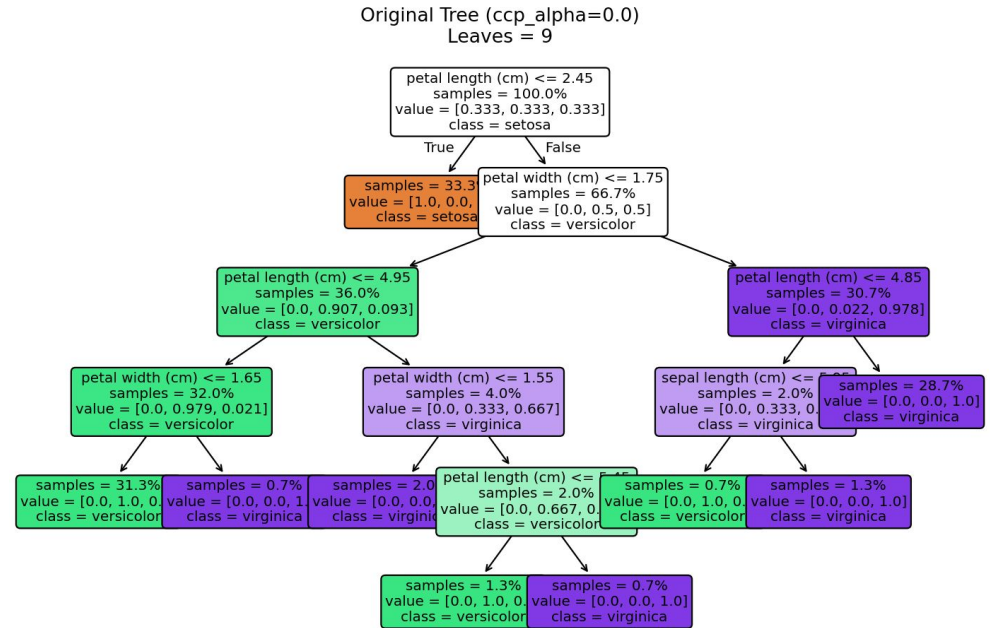 Original Tree (ccp_alpha=0.0)
Leaves = 9
petal length (cm) <= 2.45
samples = 100.0%
value = [0.333, 0.333, 0.333]
class = setosa
True
False
samples = 33.3
value = [1.0, 0.0,
class = setosa
petal width (cm) <= 1.75
samples = 66.7%
value = [0.0, 0.5, 0.5]
class = versicolor
petal length (cm) <= 4.95
samples = 36.0%
value = [0.0, 0.907, 0.093]
class = versicolor
petal length (cm) <= 4.85
samples = 30.7%
value = [0.0, 0.022, 0.978]
class = virginica
petal width (cm) <= 1.65
samples = 32.0%
value = [0.0, 0.979, 0.021]
class = versicolor
petal width (cm) <= 1.55
samples = 4.0%
value = [0.0, 0.333, 0.667]
class = virginica
sepal length (cm) <=
samples = 2.0%
value = [0.0, 0.333, 0.
class = virginica
samples = 28.7%
value = [0.0, 0.0, 1.0]
class = virginica
samples = 31.3%
value = [0.0, 1.0, 0.
class = versicolor
samples = 0.7%
value = [0.0, 0.0, 1.
class = virginica
samples = 2.0
value = [0.0, 0.0,
class = virginic
petal length (cm) <=
samples = 2.0%
value = [0.0, 0.667, 0.
class = versicolor
samples = 0.7%
value = [0.0, 1.0, 0.
class = versicolor
samples = 1.3%
value = [0.0, 0.0, 1.0]
class = virginica
samples = 1.3%
value = [0.0, 1.0, 0.
class = versicolor
samples = 0.7%
value = [0.0, 0.0, 1.0]
class = virginica